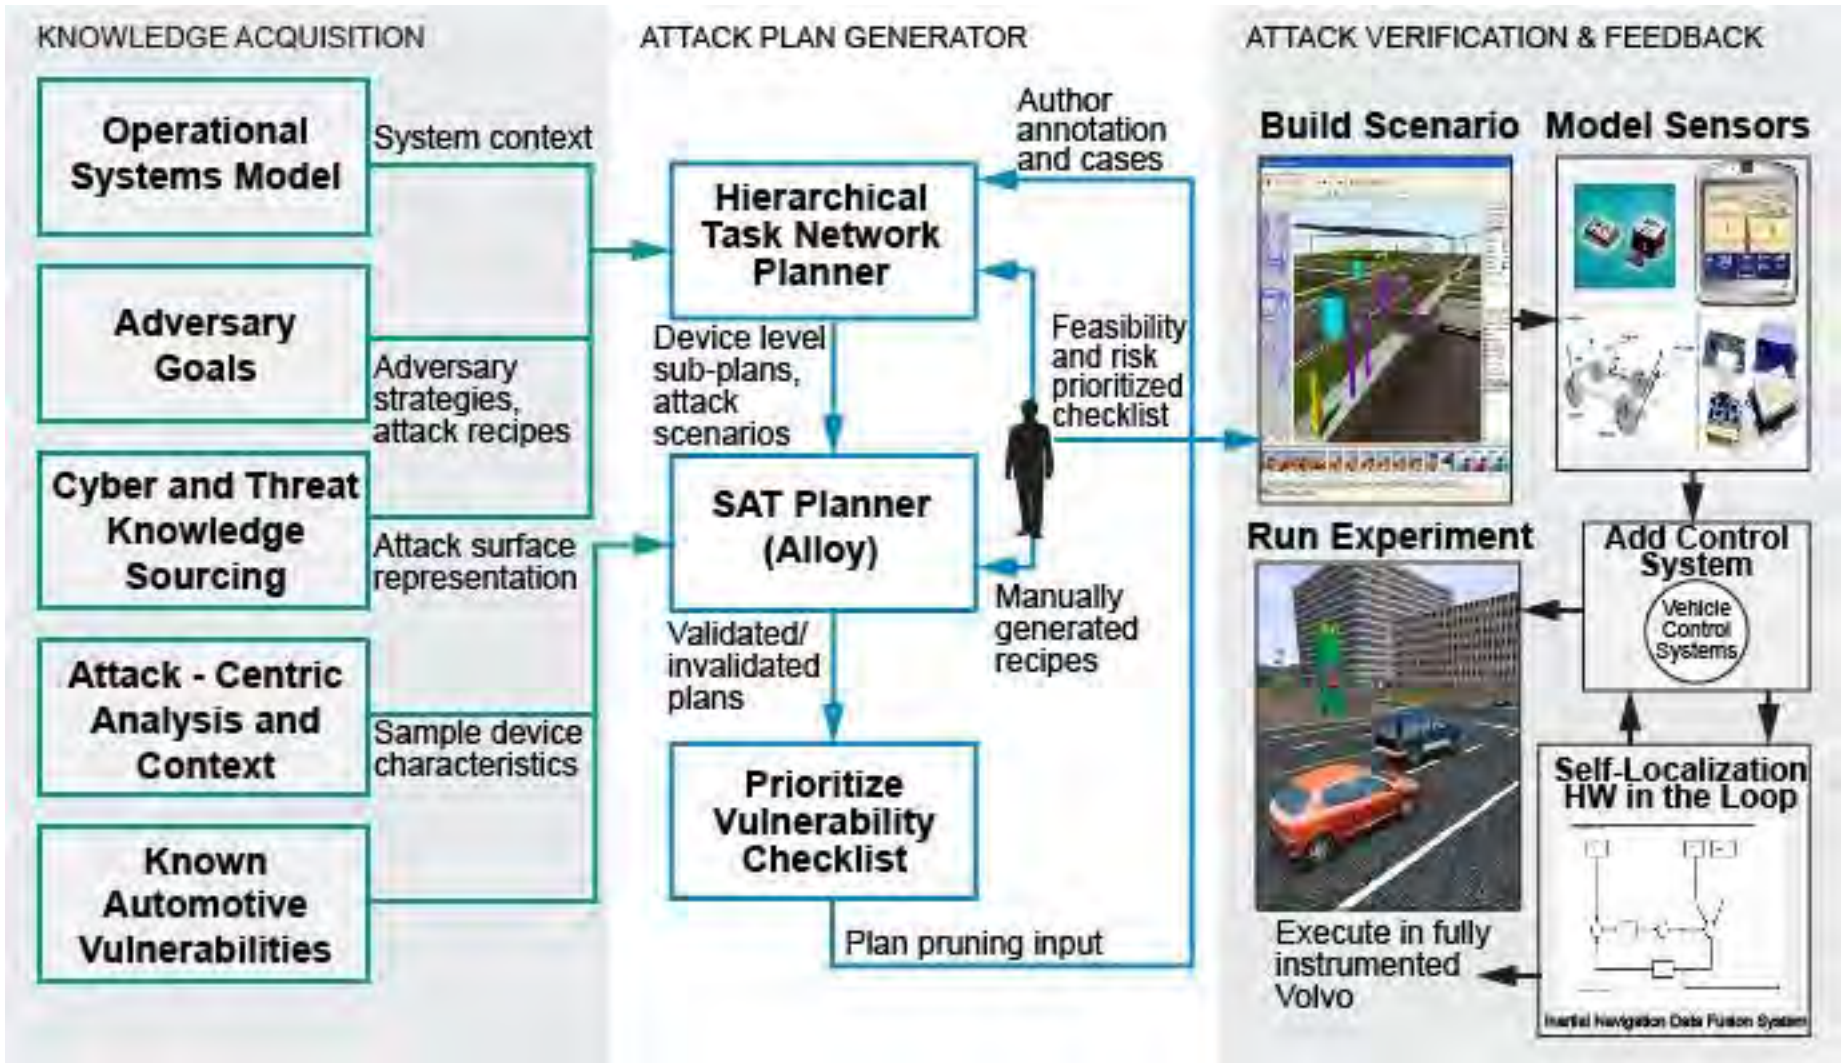 KNOWLEDGE ACQUISITION
Operational
Systems Model
System context
Adversary
Goals
Adversary
strategies,
attack recipes
Cyber and Threat
Knowledge
Sourcing
Attack surface
representation
Attack - Centric
Analysis and
Context
Sample device
characteristics
Known
Automotive
Vulnerabilities
ATTACK PLAN GENERATOR
Author
annotation
and cases
Hierarchical
Task Network
Planner
Device level
sub-plans,
attack
scenarios
Feasibility
and risk
prioritized
checklist
SAT Planner
(Alloy)
Manually
generated
recipes
Validated/
invalidated
plans
Prioritize
Vulnerability
Checklist
Plan pruning input
ATTACK VERIFICATION & FEEDBACK
Build Scenario
Model Sensors
Run Experiment
Add Control
System
Vehicle
Control
Systems
Self-Localization
HW in the Loop
Inertial Navigation Data Fusion System
Execute in fully
instrumented
Volvo